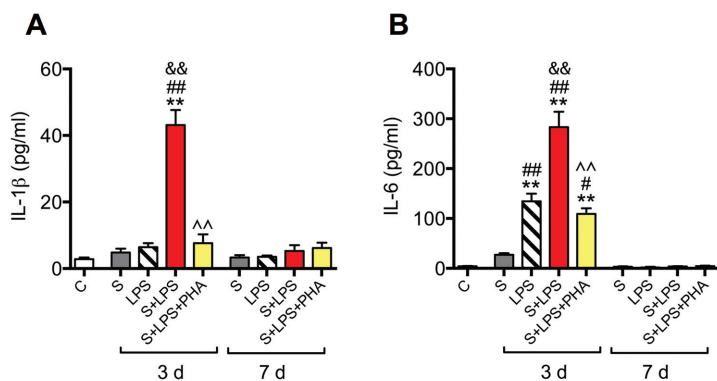 A
IL-1β (pg/ml)
60
40
20
0
&&
##
**
^^
C
S
LPS
S+LPS
S+LPS+PHA
S
LPS
S+LPS
S+LPS+PHA
3 d
7 d
B
IL-6 (pg/ml)
400
300
200
100
0
##
**
&&
##
**
^^
#
**
C
S
LPS
S+LPS
S+LPS+PHA
S
LPS
S+LPS
S+LPS+PHA
3 d
7 d